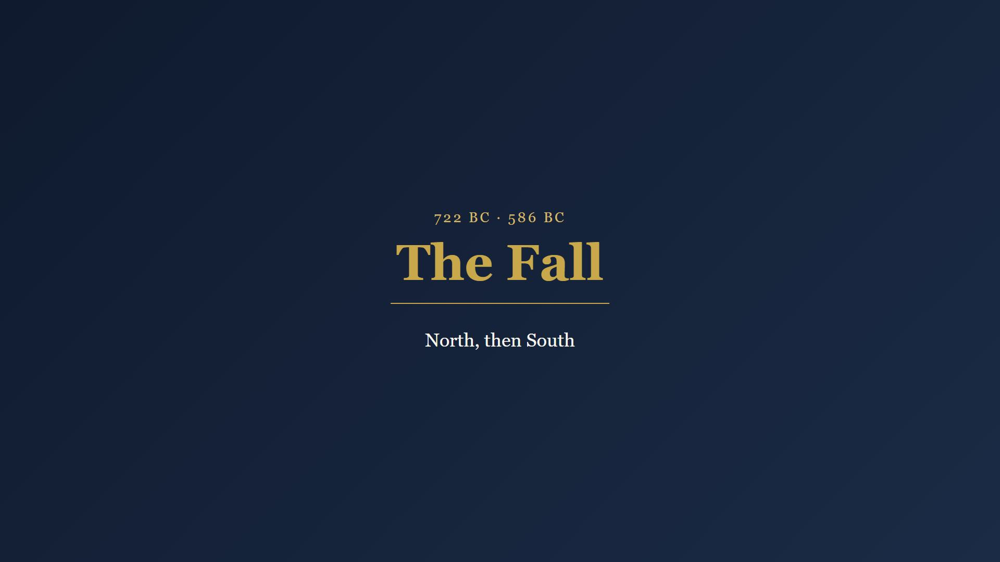 722 BC · 586 BC
The Fall
North, then South